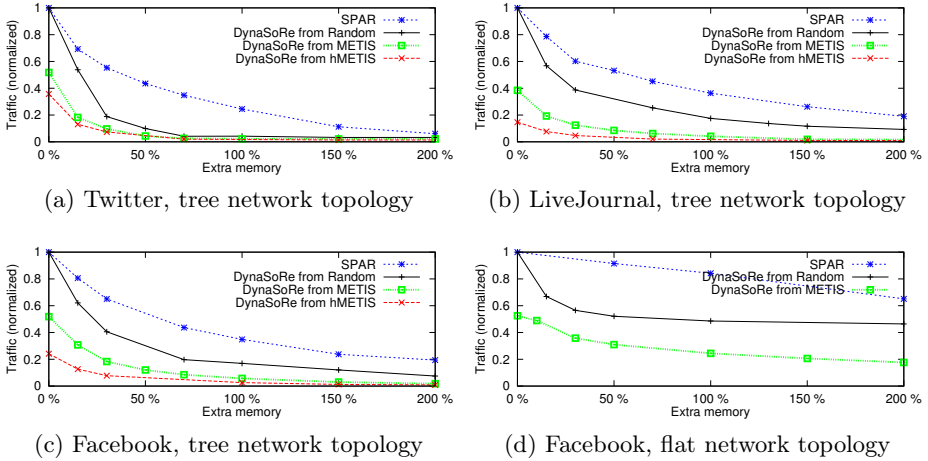 Traffic (normalized)
1
0.8
0.6
0.4
0.2
0
SPAR
DynaSoRe from Random
DynaSoRe from METIS
DynaSoRe from hMETIS
0 % 50 % 100 % 150 % 200 %
Extra memory
(a) Twitter, tree network topology
Traffic (normalized)
1
0.8
0.6
0.4
0.2
0
SPAR
DynaSoRe from Random
DynaSoRe from METIS
DynaSoRe from hMETIS
0 % 50 % 100 % 150 % 200 %
Extra memory
(b) LiveJournal, tree network topology
Traffic (normalized)
1
0.8
0.6
0.4
0.2
0
SPAR
DynaSoRe from Random
DynaSoRe from METIS
DynaSoRe from hMETIS
0 % 50 % 100 % 150 % 200 %
Extra memory
(c) Facebook, tree network topology
Traffic (normalized)
1
0.8
0.6
0.4
0.2
0
SPAR
DynaSoRe from Random
DynaSoRe from METIS
0 % 50 % 100 % 150 % 200 %
Extra memory
(d) Facebook, flat network topology